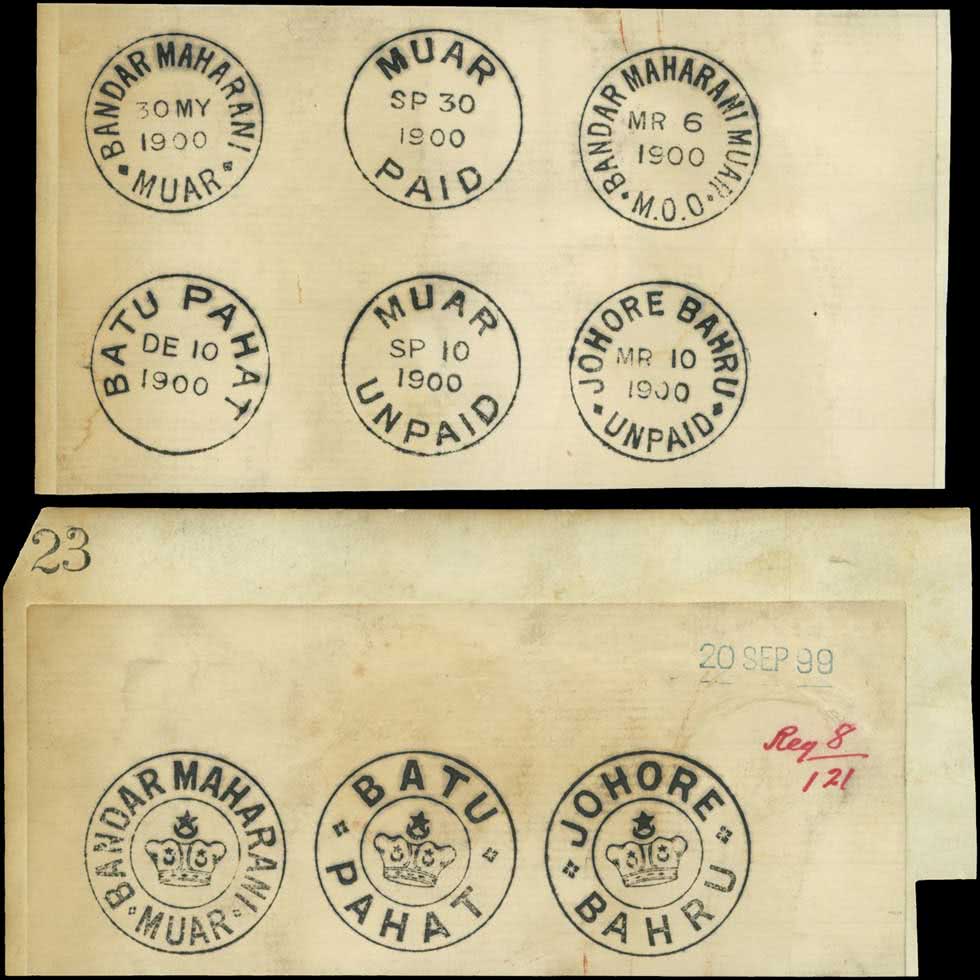 BANDAR MAHARANI
30 MY
1900
MUAR
MUAR
SP 30
1900
PAID
BANDAR MAHARANI MUAR
MR 6
1900
M.O.O.
BATU PAHAT
DE 10
1900
MUAR
SP 10
1900
UNPAID
JOHORE BAHRU
MR 10
1900
UNPAID
23
20 SEP 99
Req 8
121
BANDAR MAHARANI
MUAR
BATU
PAHAT
JOHORE
BAHRU